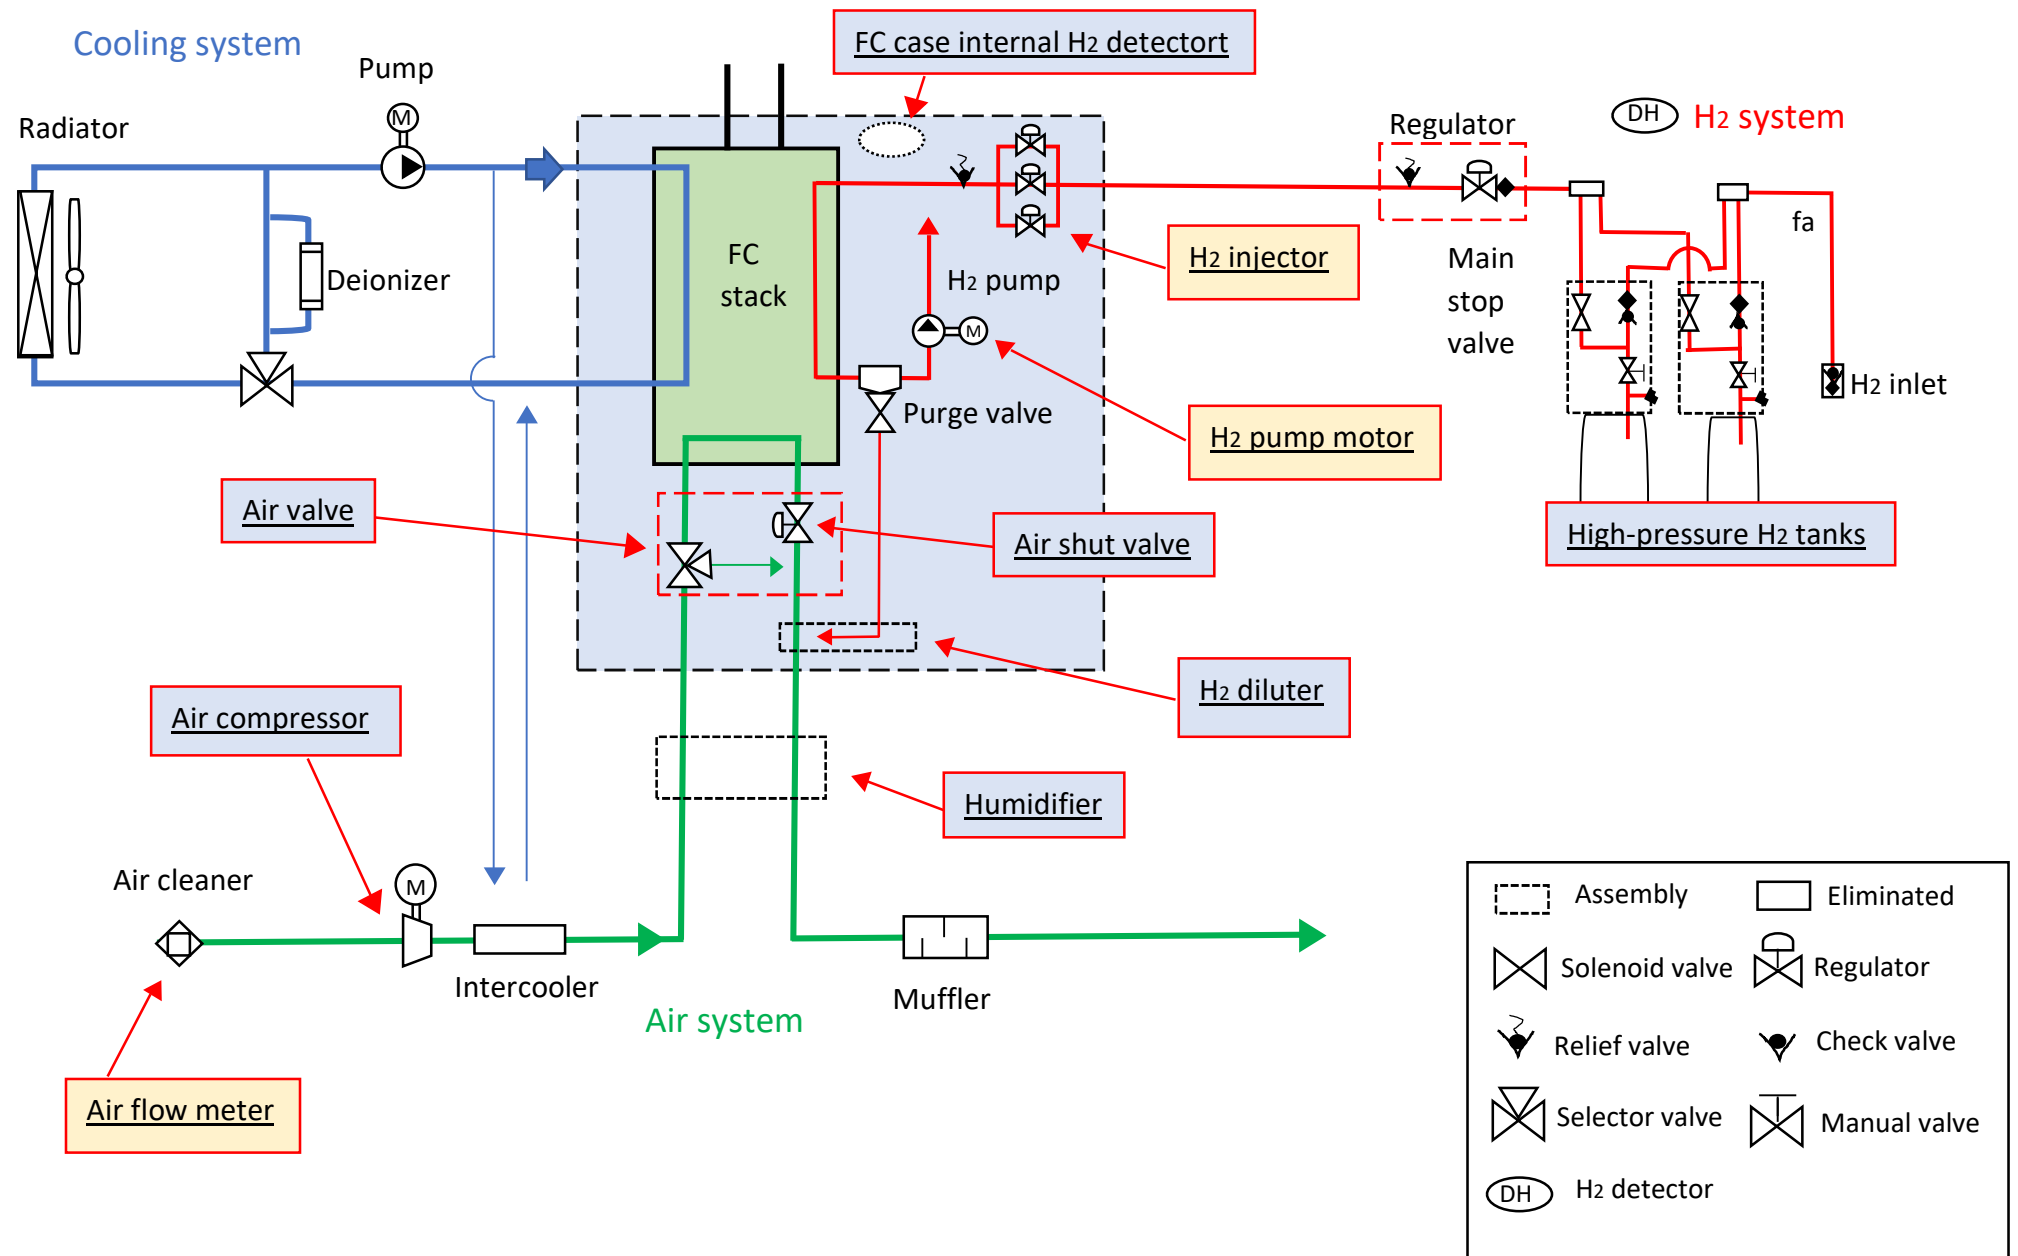 Cooling system
FC case internal H2 detectort
Pump
M
Radiator
DH
H2 system
Regulator
fa
FC
stack
Deionizer
H2 injector
H2 pump
M
Main
stop
valve
H2 inlet
Purge valve
H2 pump motor
Air valve
Air shut valve
High-pressure H2 tanks
H2 diluter
Air compressor
Humidifier
Air cleaner
M
Intercooler
Muffler
Air system
Air flow meter
Assembly
Eliminated
Solenoid valve
Regulator
Relief valve
Check valve
Selector valve
Manual valve
DH
H2 detector